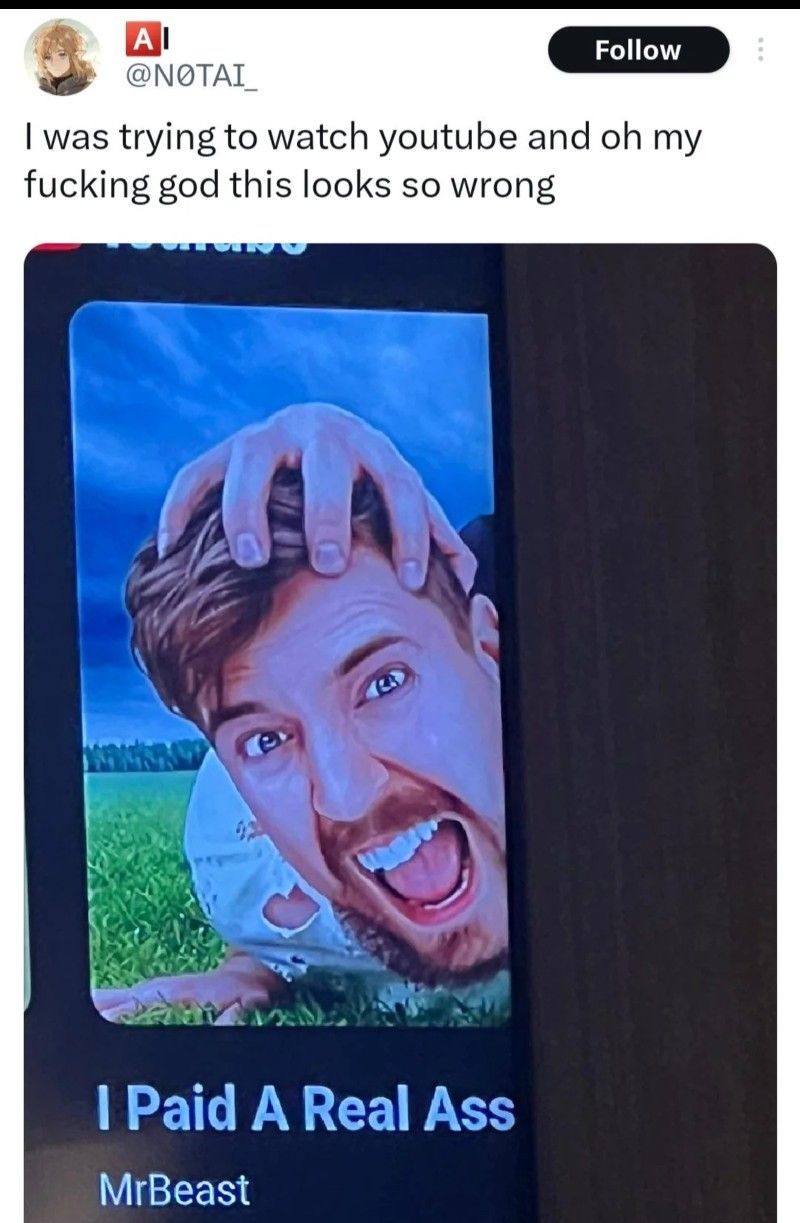 AI
@NØTAI_
Follow
I was trying to watch youtube and oh my
fucking god this looks so wrong
I Paid A Real Ass
MrBeast